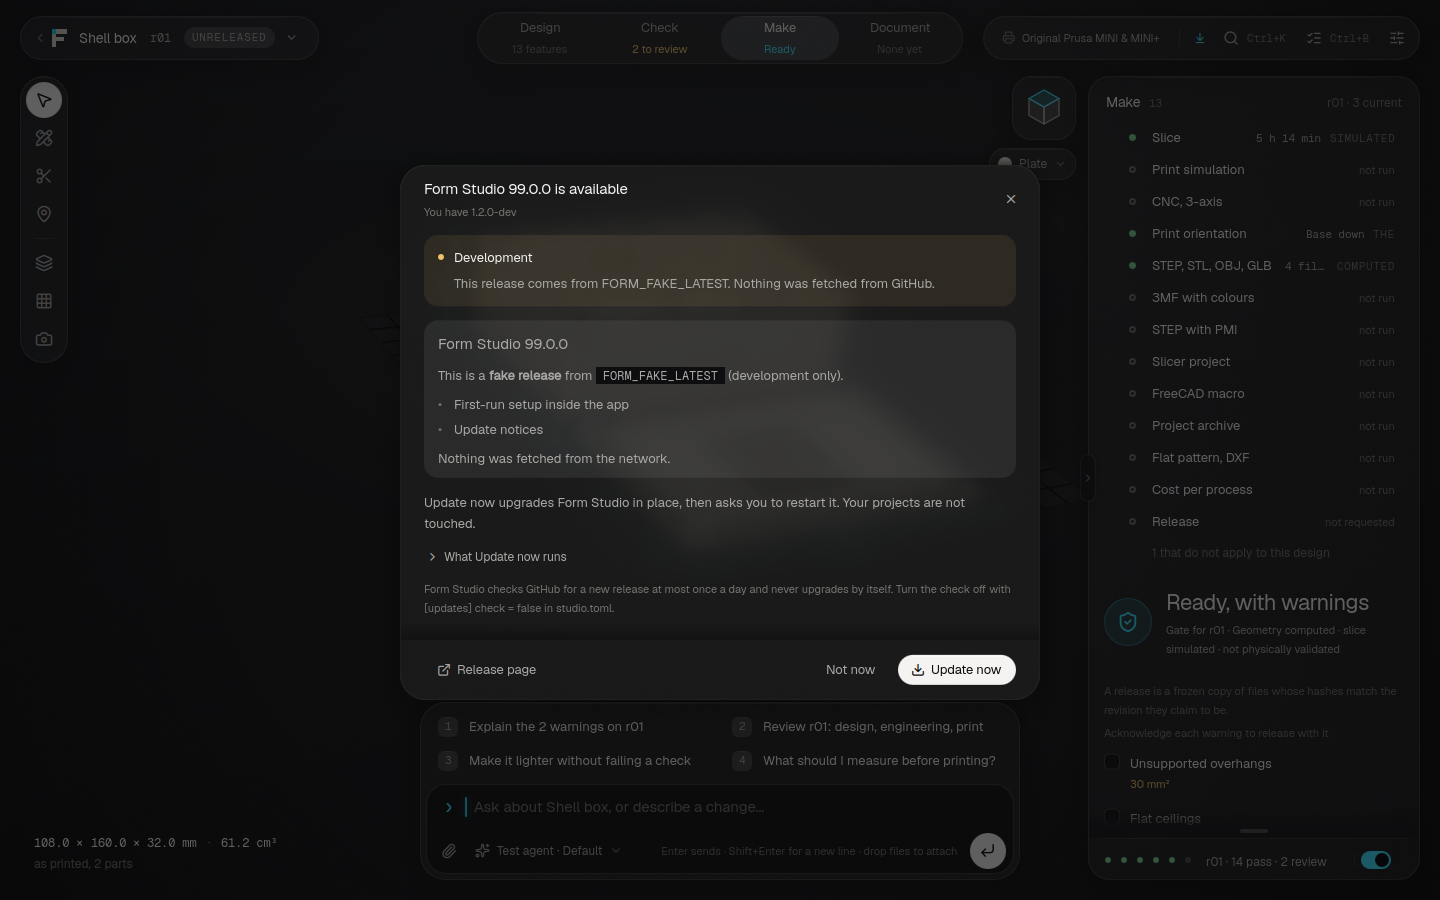 Shell box r01 UNRELEASED
Design
13 features
Check
2 to review
Make
Ready
Document
None yet
Original Prusa MINI & MINI+
Ctrl+K
Ctrl+B
Plate
Make 13 r01 · 3 current
Slice 5 h 14 min SIMULATED
Print simulation not run
CNC, 3-axis not run
Print orientation Base down THE
STEP, STL, OBJ, GLB 4 fil… COMPUTED
3MF with colours not run
STEP with PMI not run
Slicer project not run
FreeCAD macro not run
Project archive not run
Flat pattern, DXF not run
Cost per process not run
Release not requested
1 that do not apply to this design
Ready, with warnings
Gate for r01 · Geometry computed · slice
simulated · not physically validated
A release is a frozen copy of files whose hashes match the
revision they claim to be.
Acknowledge each warning to release with it
Unsupported overhangs
30 mm²
Flat ceilings
r01 · 14 pass · 2 review
Form Studio 99.0.0 is available
You have 1.2.0-dev
Development
This release comes from FORM_FAKE_LATEST. Nothing was fetched from GitHub.
Form Studio 99.0.0
This is a fake release from FORM_FAKE_LATEST (development only).
• First-run setup inside the app
• Update notices
Nothing was fetched from the network.
Update now upgrades Form Studio in place, then asks you to restart it. Your projects are not
touched.
What Update now runs
Form Studio checks GitHub for a new release at most once a day and never upgrades by itself. Turn the check off with
[updates] check = false in studio.toml.
Release page
Not now
Update now
1 Explain the 2 warnings on r01
2 Review r01: design, engineering, print
3 Make it lighter without failing a check
4 What should I measure before printing?
Ask about Shell box, or describe a change...
Test agent · Default
Enter sends · Shift+Enter for a new line · drop files to attach
108.0 × 160.0 × 32.0 mm · 61.2 cm³
as printed, 2 parts